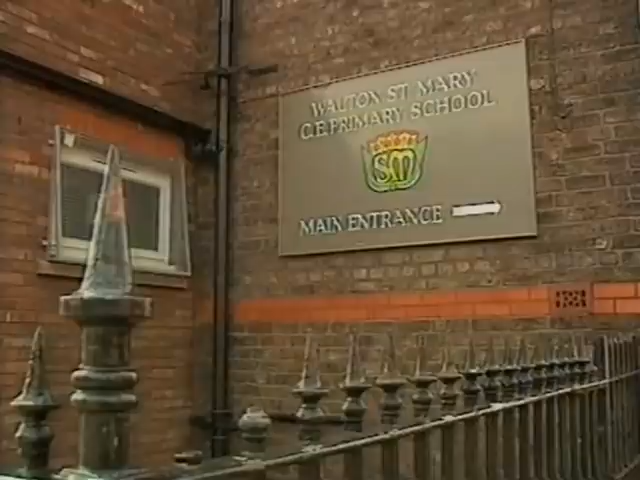 WALTON ST MARY
C.E. PRIMARY SCHOOL
SM
MAIN ENTRANCE